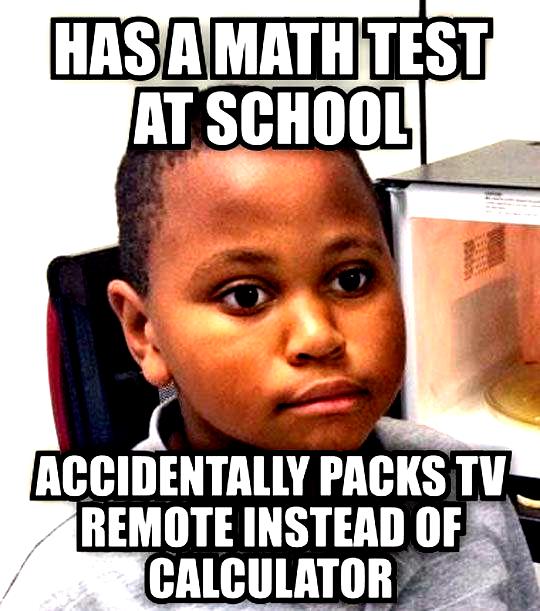 HAS A MATH TEST
AT SCHOOL
ACCIDENTALLY PACKS TV
REMOTE INSTEAD OF
CALCULATOR